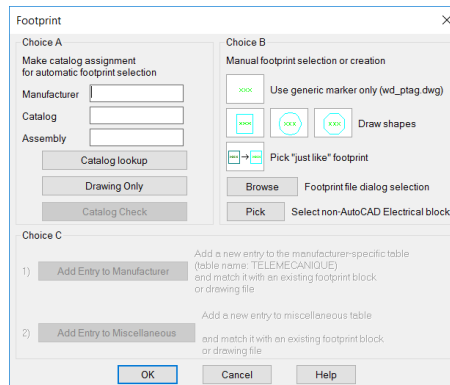 Footprint
Choice A
Make catalog assignment
for automatic footprint selection
Manufacturer
Catalog
Assembly
Catalog lookup
Drawing Only
Catalog Check
Choice B
Manual footprint selection or creation
xxx Use generic marker only (wd_ptag.dwg)
xxx xxx xxx Draw shapes
Pick "just like" footprint
Browse Footprint file dialog selection
Pick Select non-AutoCAD Electrical block
Choice C
1) Add Entry to Manufacturer
Add a new entry to the manufacturer-specific table
(table name: TELEMECANIQUE)
and match it with an existing footprint block
or drawing file
2) Add Entry to Miscellaneous
Add a new entry to miscellaneous table
and match it with an existing footprint block
or drawing file
OK Cancel Help